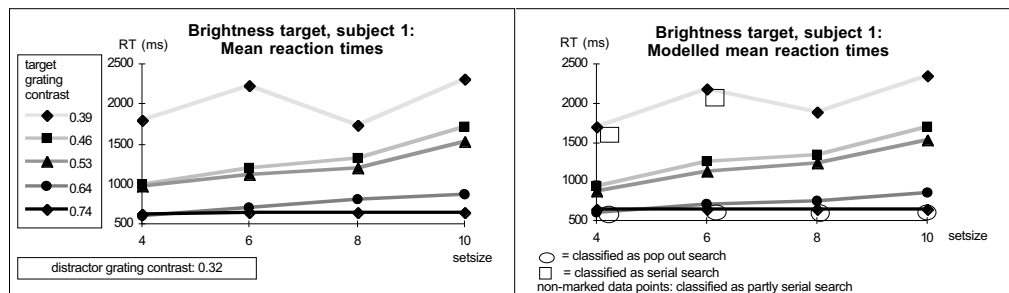 Brightness target, subject 1:
Mean reaction times
RT (ms)
target
grating
contrast
0.39
0.46
0.53
0.64
0.74
2500
2000
1500
1000
500
4 6 8 10
setsize
distractor grating contrast: 0.32
Brightness target, subject 1:
Modelled mean reaction times
RT (ms)
2500
2000
1500
1000
500
4 6 8 10
setsize
= classified as pop out search
= classified as serial search
non-marked data points: classified as partly serial search